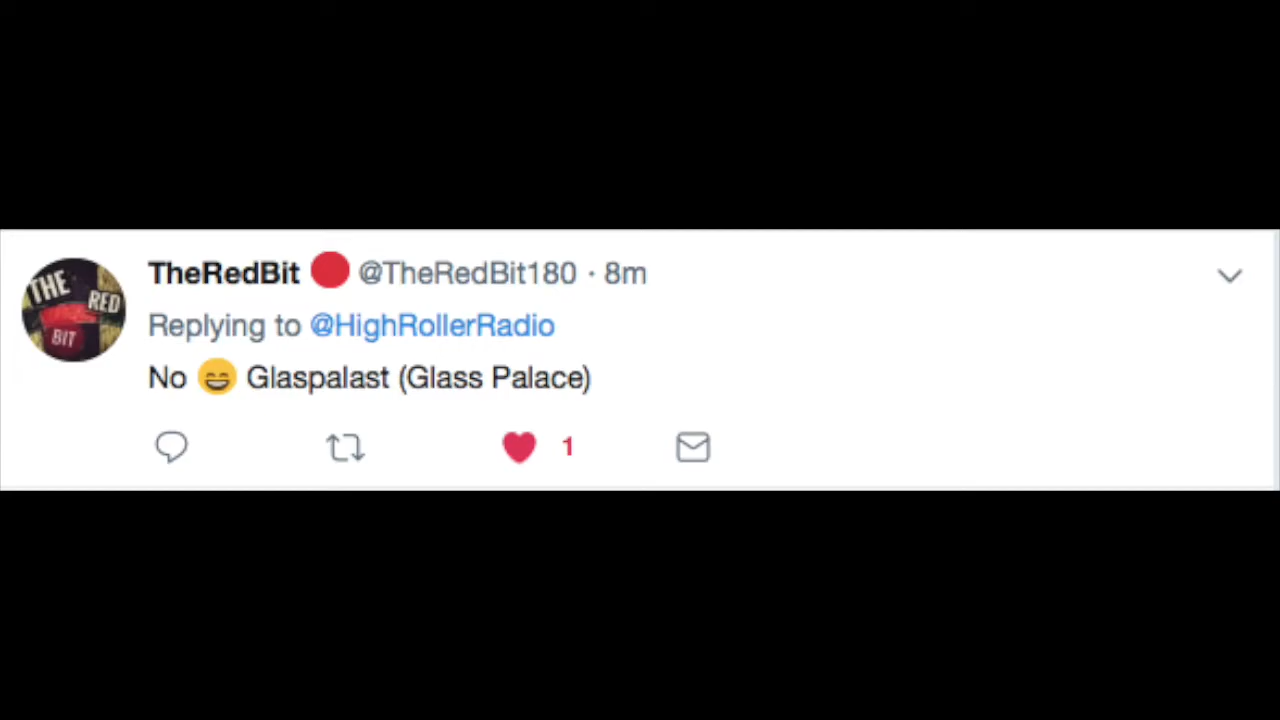 THE
RED
BIT
TheRedBit 🔴 @TheRedBit180 · 8m
Replying to @HighRollerRadio
No 😄 Glaspalast (Glass Palace)
1